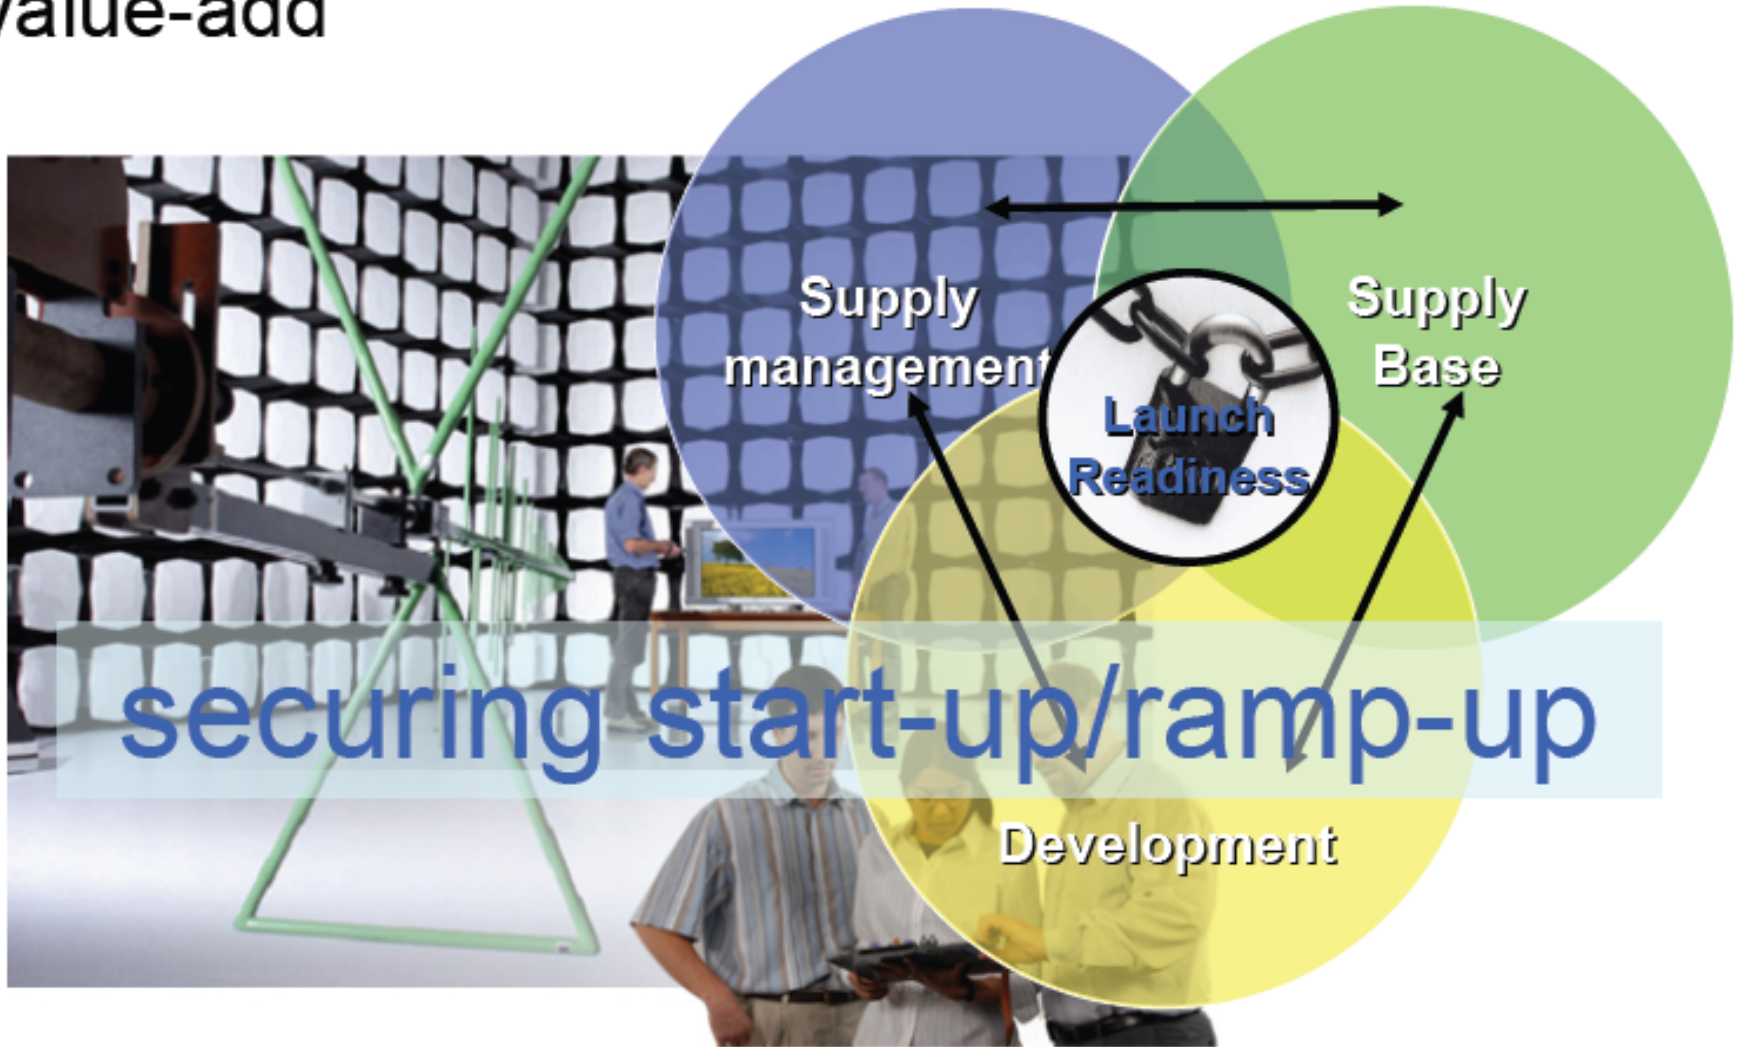 value-add
Supply
management
Supply
Base
Launch
Readiness
securing start-up/ramp-up
Development